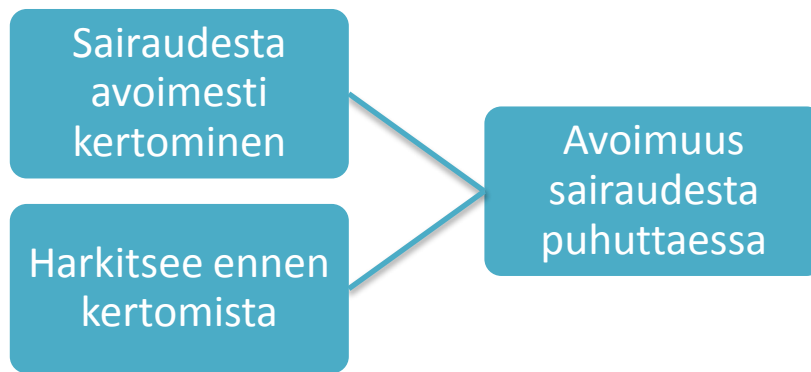 Sairaudesta
avoimesti
kertominen
Harkitsee ennen
kertomista
Avoimuus
sairaudesta
puhuttaessa